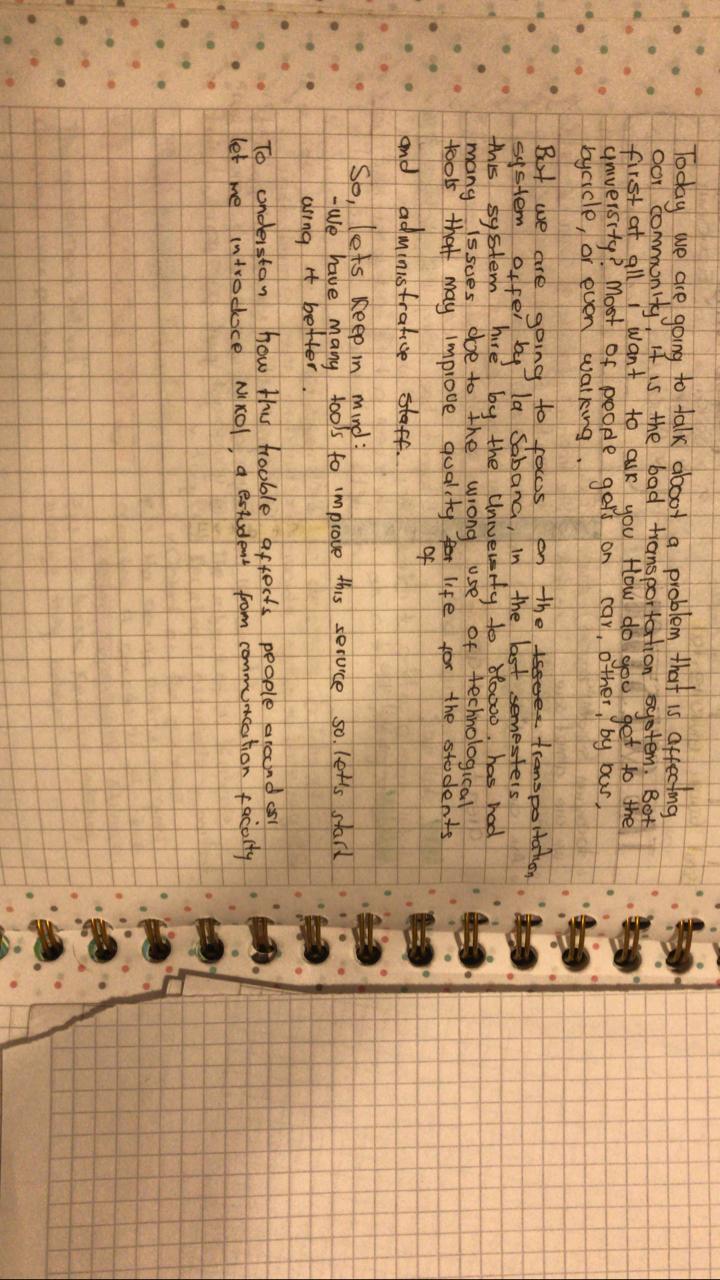 Today we are going to talk about a problem that is affecting
our community, it is the bad transportation system. But
first at all i want to ask you How do you get to the
university? Most of people gets on car, other, by bus,
bycicle, or even walking.
But we are going to focus on the issues transportation
system offer by la Sabana, in the last semesters
this system hire by the University to has had
many issues due to the wrong use of technological
tools that may improve quality for life for the students
of
and administrative staff.
So, lets Keep in mind:
-We have many tools to improve this service so. let's start
using it better.
To understan how this trouble affects people around us
let me introduce Nikol, a estudent from communication faculty